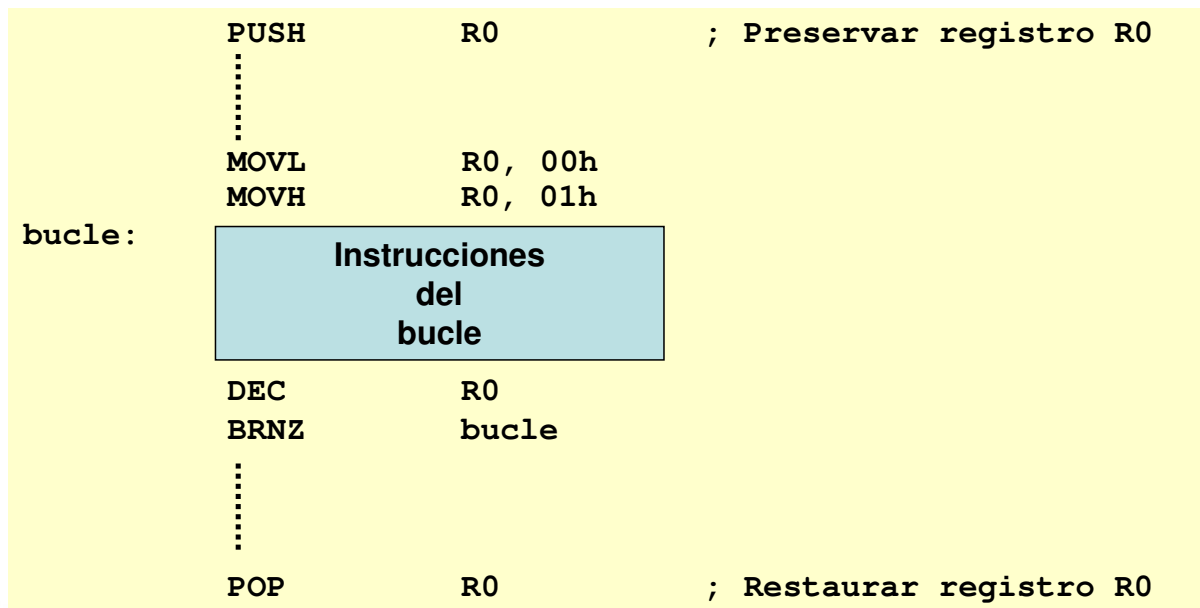 PUSH R0 ; Preservar registro R0
MOVL R0, 00h
MOVH R0, 01h
bucle:
Instrucciones
del
bucle
DEC R0
BRNZ bucle
POP R0 ; Restaurar registro R0